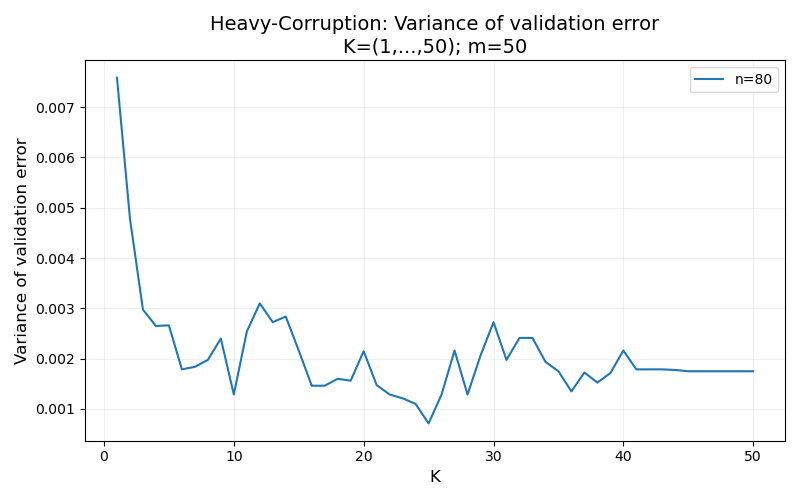 Heavy-Corruption: Variance of validation error
K=(1,...,50); m=50
n=80
Variance of validation error
0.007
0.006
0.005
0.004
0.003
0.002
0.001
0 10 20 30 40 50
K